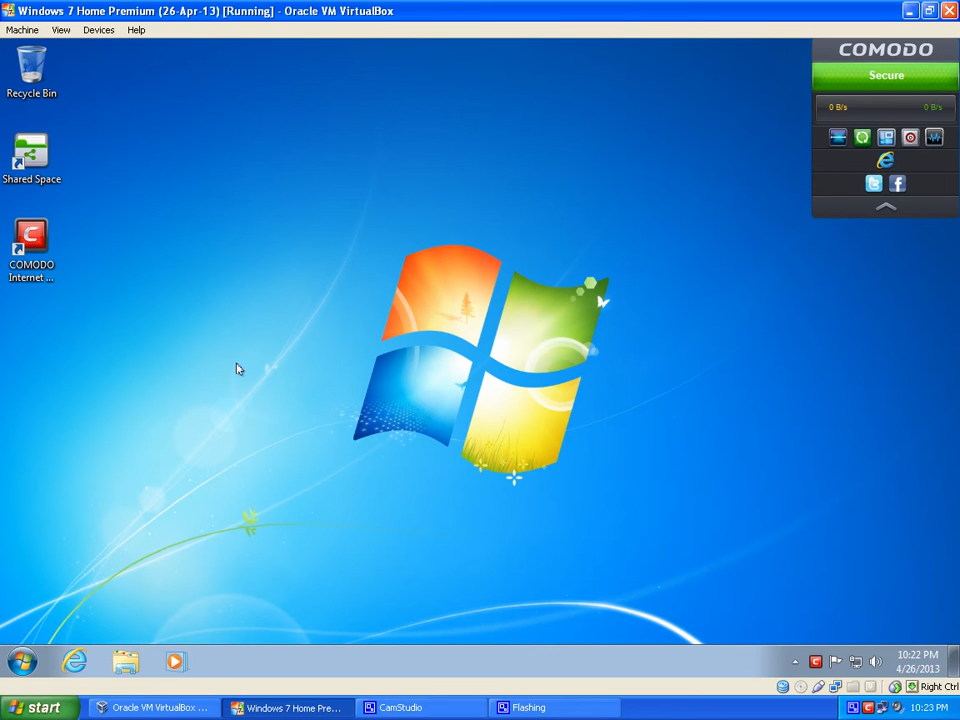 Windows 7 Home Premium (26-Apr-13) [Running] - Oracle VM VirtualBox
Machine View Devices Help
Recycle Bin
Shared Space
COMODO
Internet ...
COMODO
Secure
0 B/s 0 B/s
10:22 PM
4/26/2013
Right Ctrl
start
Oracle VM VirtualBox ...
Windows 7 Home Pre...
CamStudio
Flashing
10:23 PM